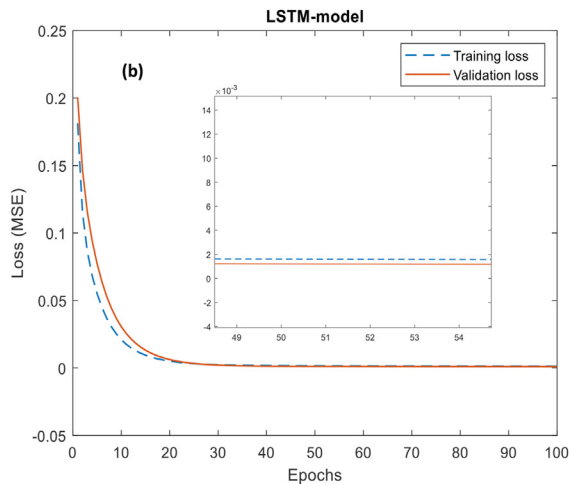 LSTM-model
0.25
0.2
0.15
0.1
0.05
0
-0.05
Loss (MSE)
(b)
Training loss
Validation loss
×10⁻³
14
12
10
8
6
4
2
0
-2
-4
49 50 51 52 53 54
0 10 20 30 40 50 60 70 80 90 100
Epochs